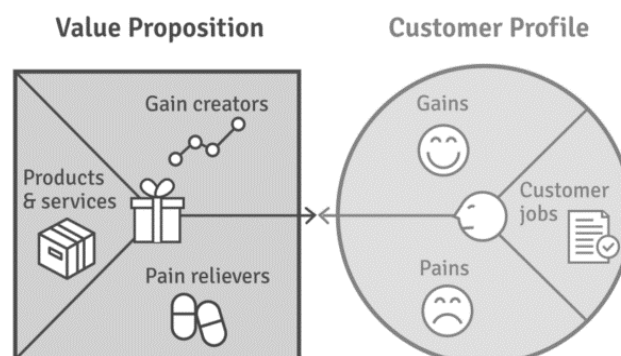 Value Proposition
Customer Profile
Gain creators
Products
& services
Pain relievers
Gains
Customer
jobs
Pains